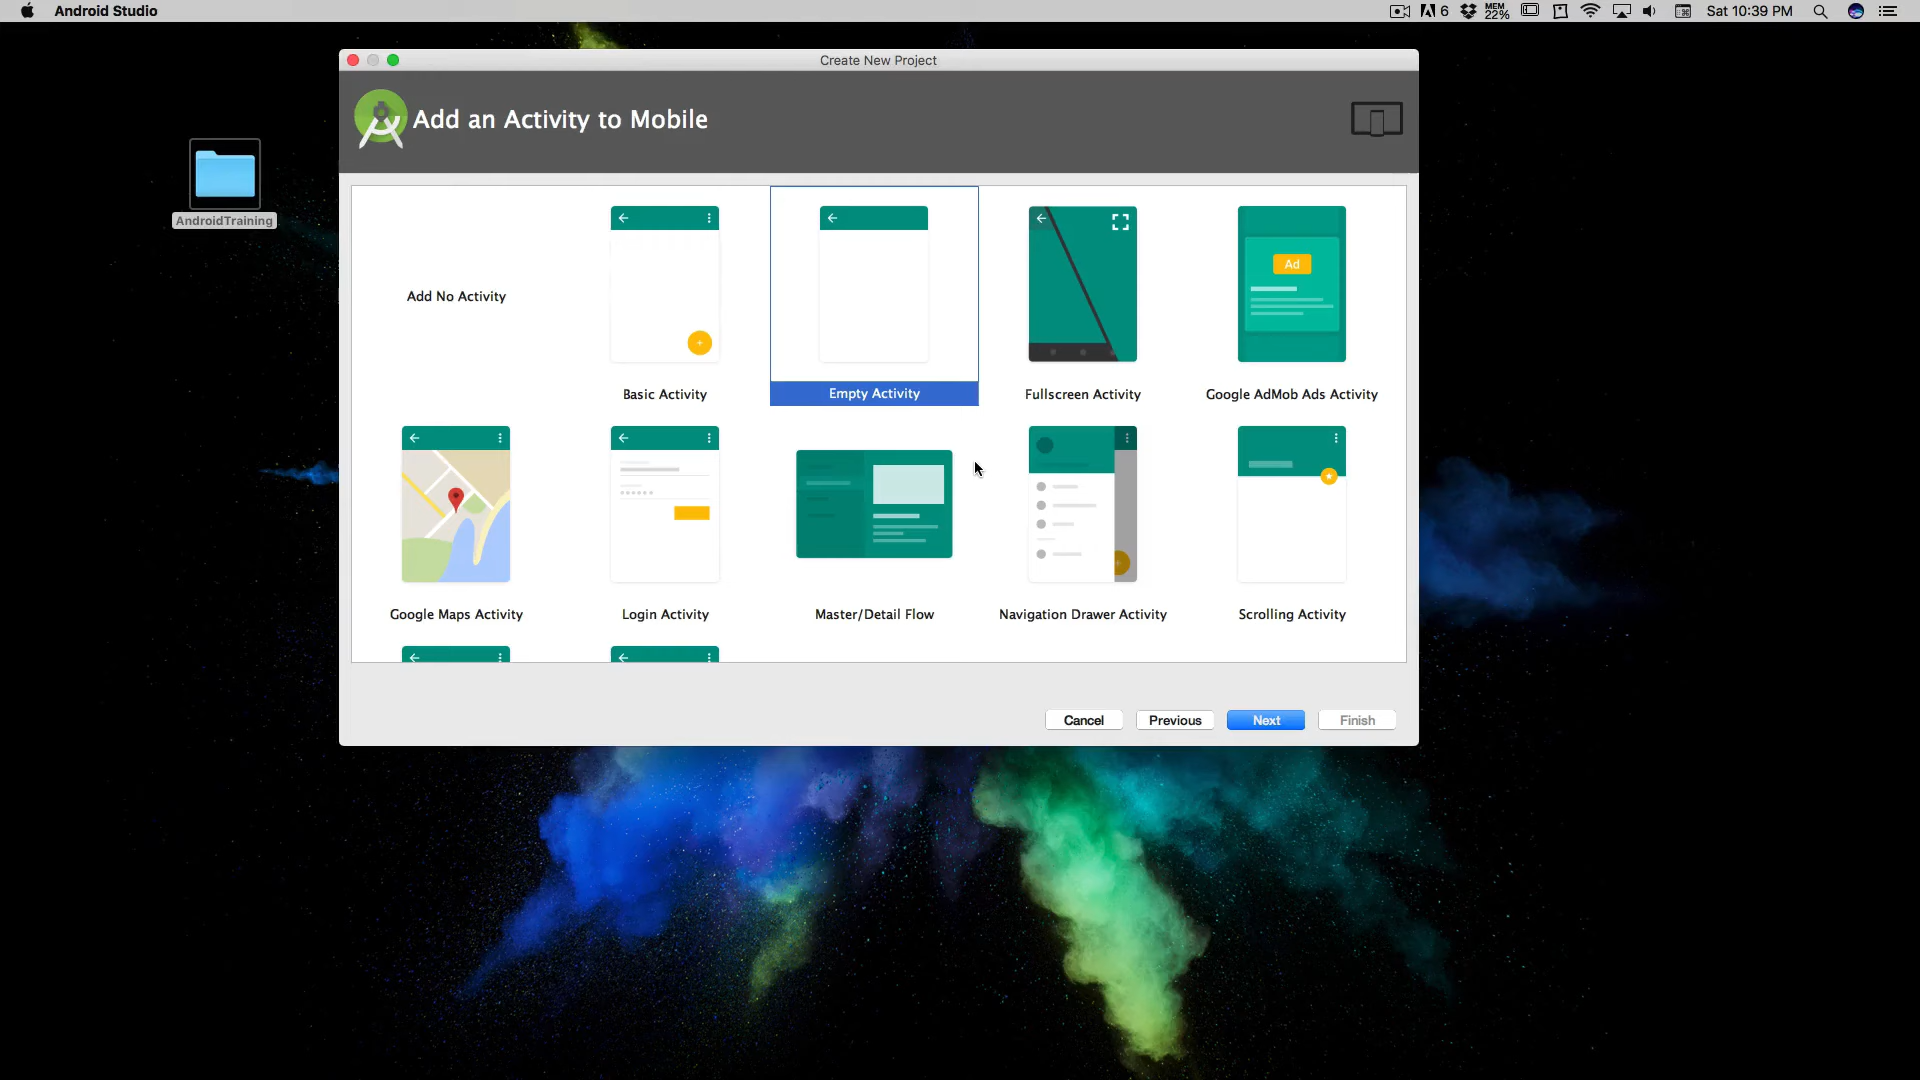 Android Studio
6
MEM
22%
Sat 10:39 PM
Create New Project
Add an Activity to Mobile
AndroidTraining
Add No Activity
Ad
Basic Activity
Empty Activity
Fullscreen Activity
Google AdMob Ads Activity
Google Maps Activity
Login Activity
Master/Detail Flow
Navigation Drawer Activity
Scrolling Activity
Cancel
Previous
Next
Finish